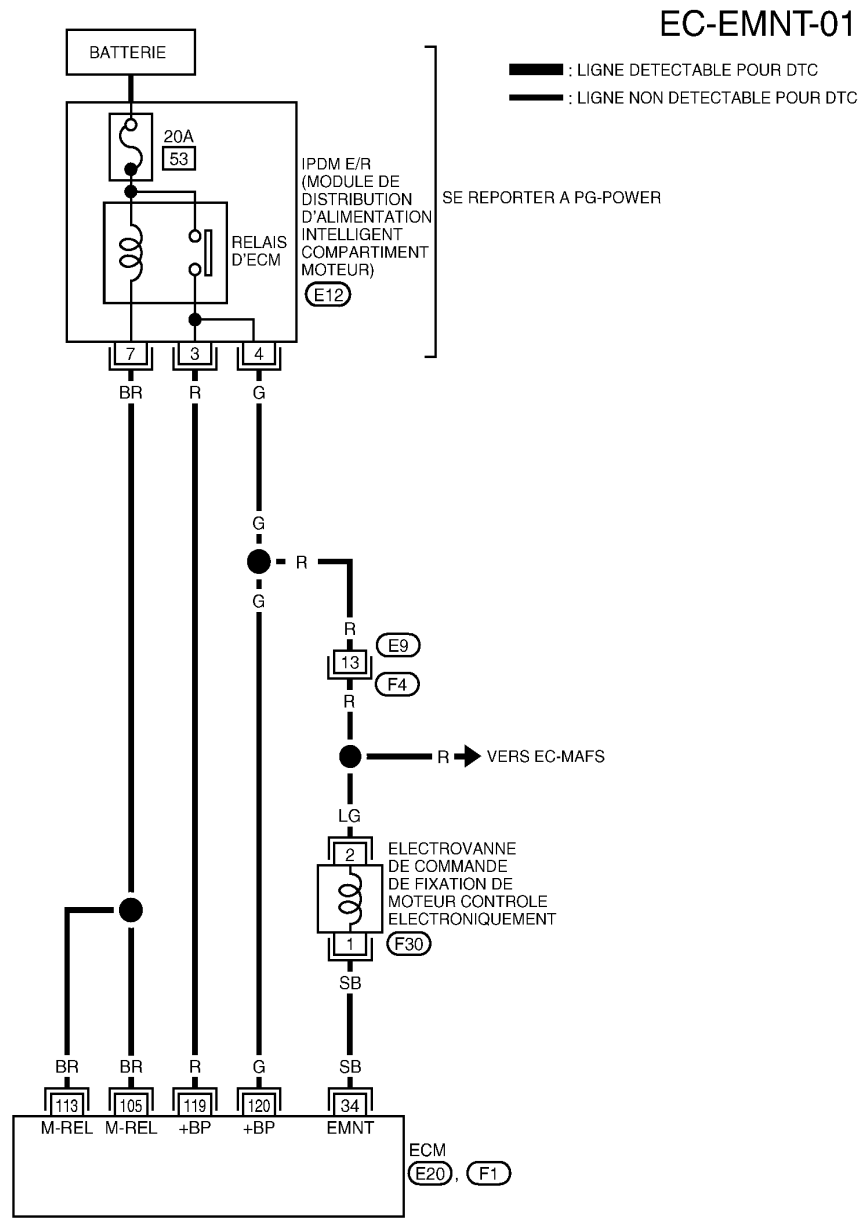 EC-EMNT-01
BATTERIE
: LIGNE DETECTABLE POUR DTC
: LIGNE NON DETECTABLE POUR DTC
20A
53
IPDM E/R
(MODULE DE
DISTRIBUTION
D'ALIMENTATION
INTELLIGENT
COMPARTIMENT
MOTEUR)
E12
SE REPORTER A PG-POWER
RELAIS
D'ECM
7
3
4
BR
R
G
G
R
G
R
E9
13
F4
R
R
VERS EC-MAFS
LG
2
ELECTROVANNE
DE COMMANDE
DE FIXATION DE
MOTEUR CONTROLE
ELECTRONIQUEMENT
1
F30
SB
BR
BR
R
G
SB
113
105
119
120
34
M-REL
M-REL
+BP
+BP
EMNT
ECM
E20 , F1